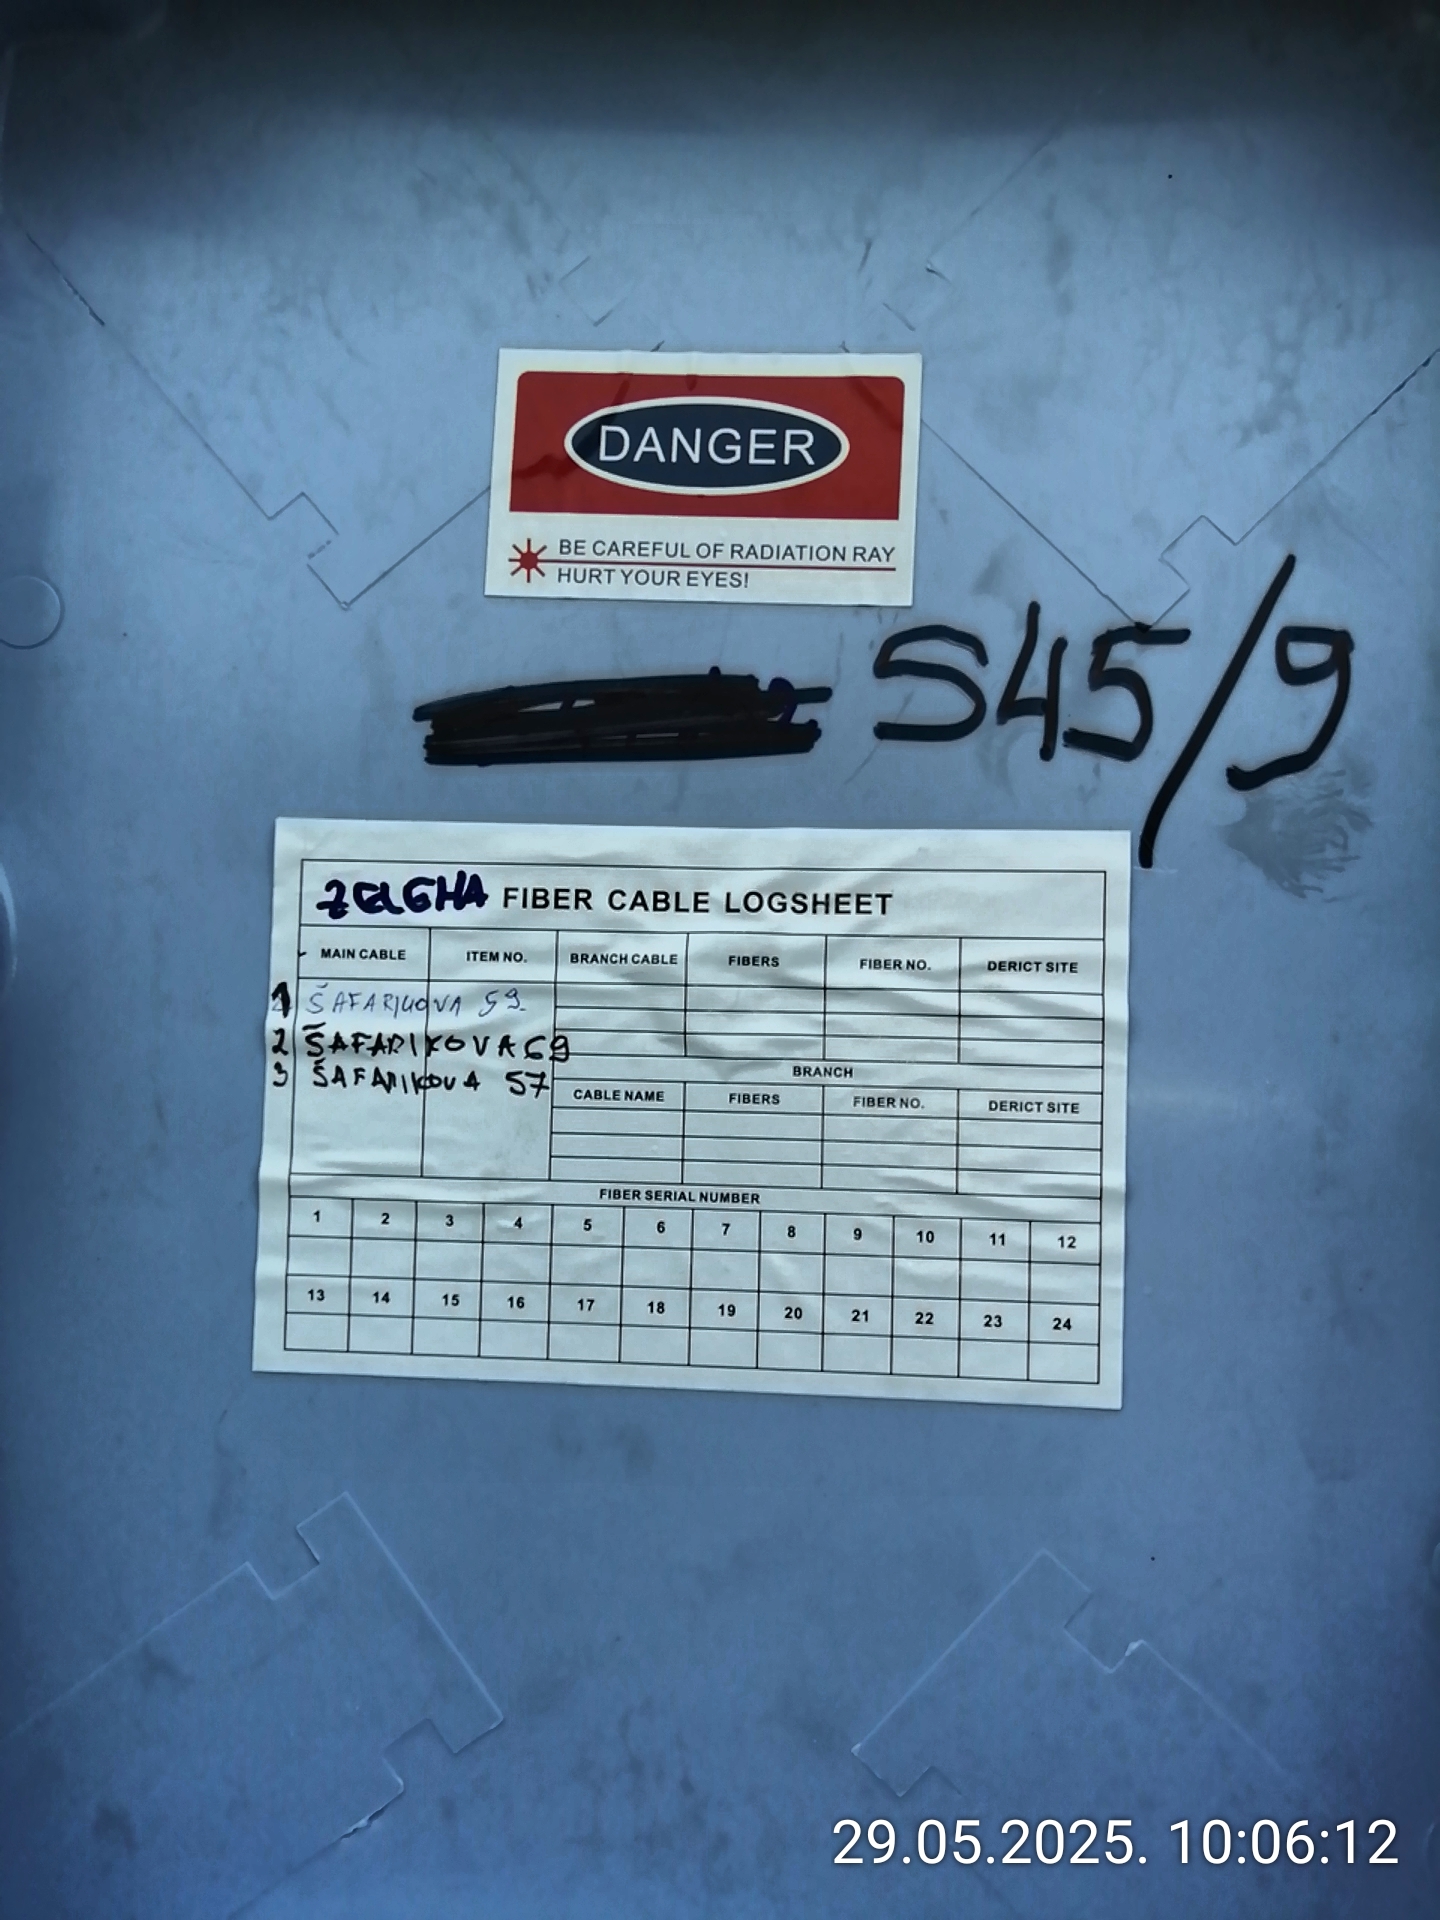 DANGER
BE CAREFUL OF RADIATION RAY
HURT YOUR EYES!
S45/9
FIBER CABLE LOGSHEET
MAIN CABLE ITEM NO. BRANCH CABLE FIBERS FIBER NO. DERICT SITE
1 ŠAFARIKOVA 59
2 ŠAFARIKOVA 69
3 ŠAFARIKOVA 57
BRANCH
CABLE NAME FIBERS FIBER NO. DERICT SITE
FIBER SERIAL NUMBER
1 2 3 4 5 6 7 8 9 10 11 12
13 14 15 16 17 18 19 20 21 22 23 24
29.05.2025. 10:06:12